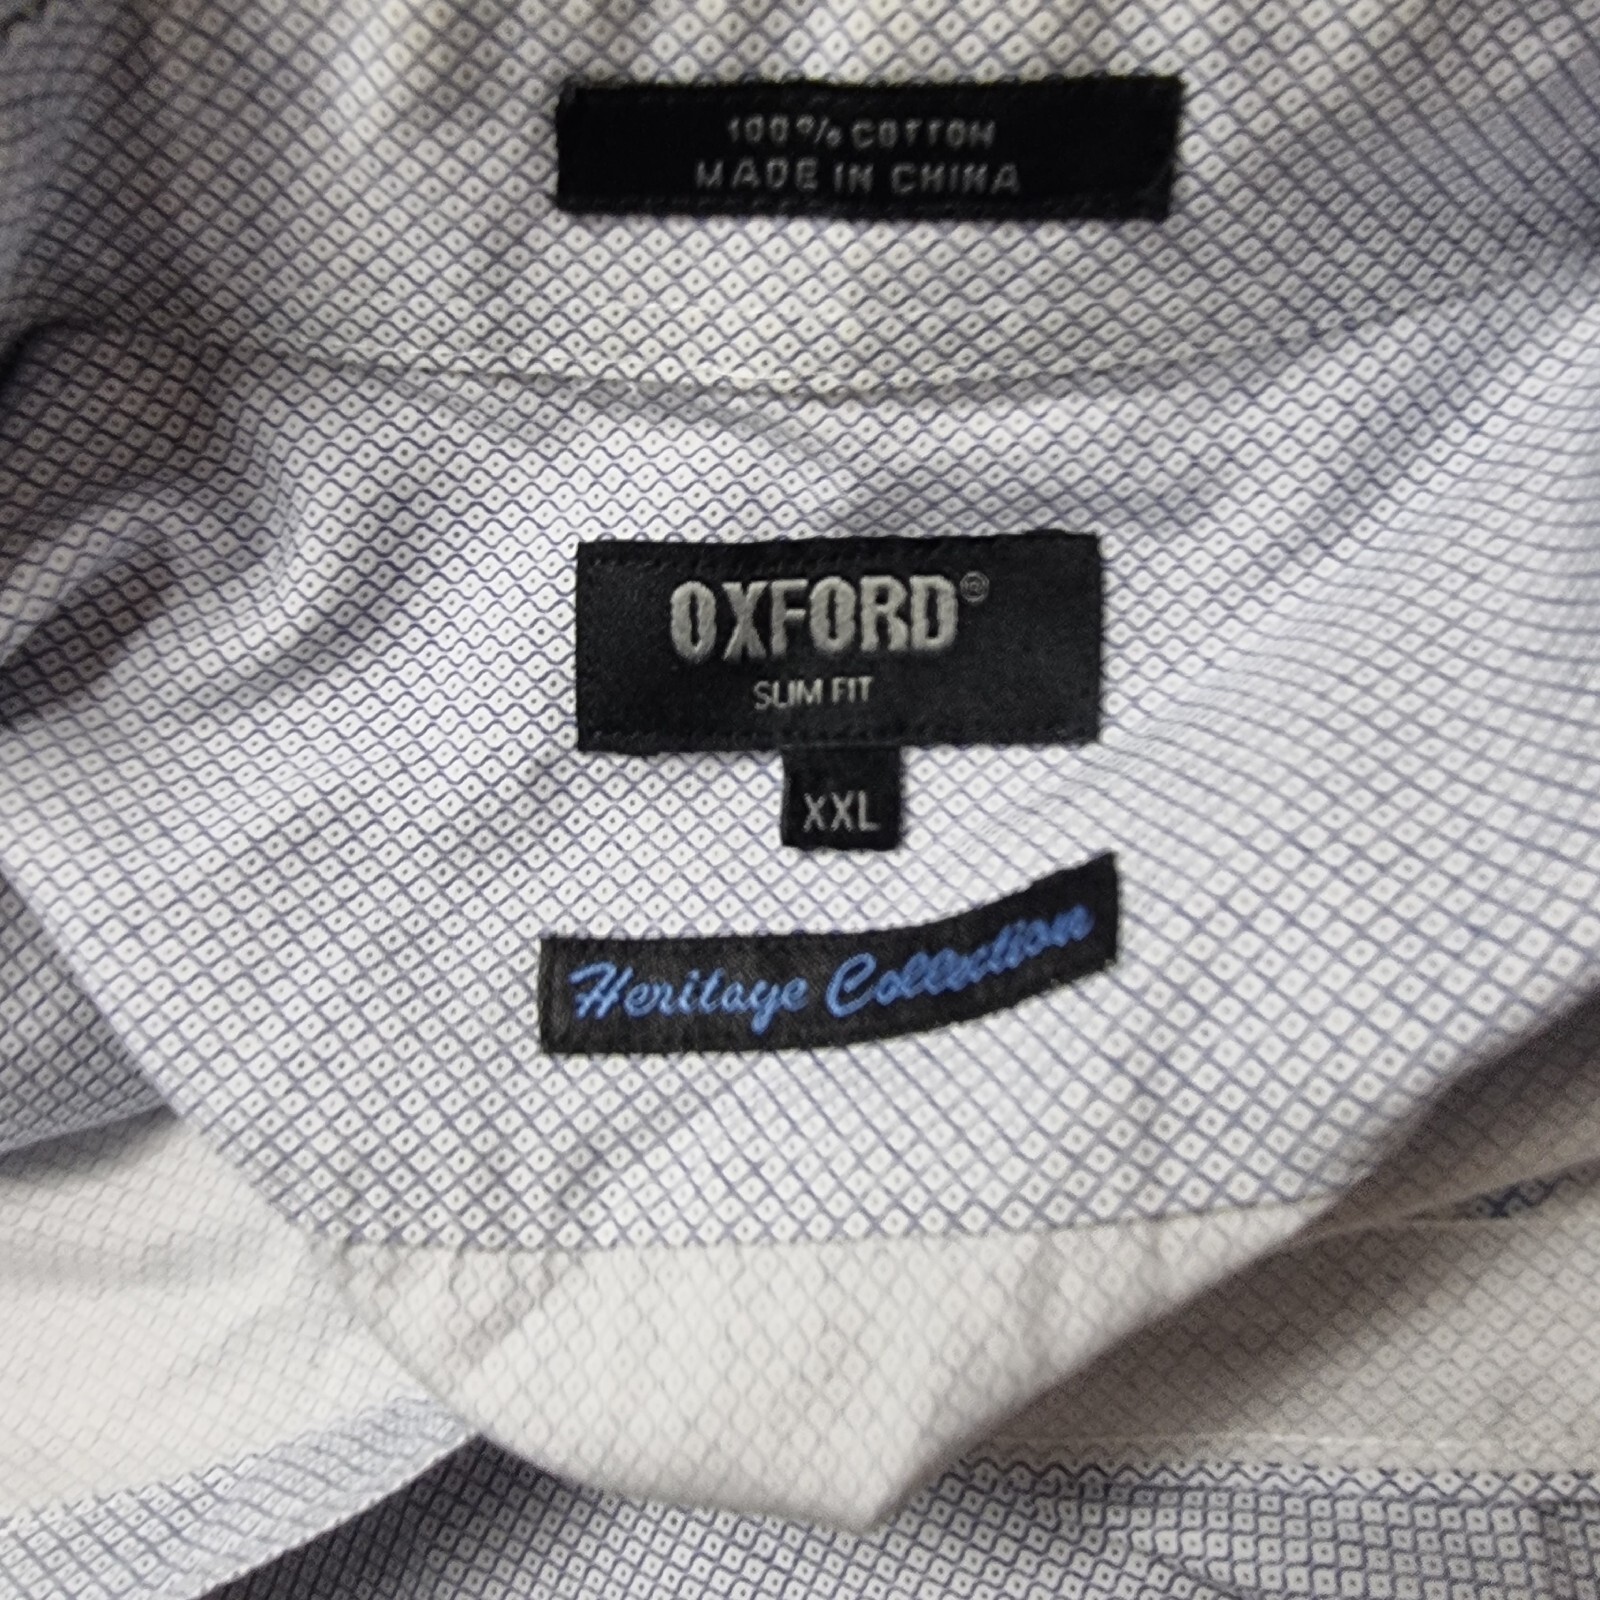 100% COTTON
MADE IN CHINA
OXFORD®
SLIM FIT
XXL
Heritage Collection